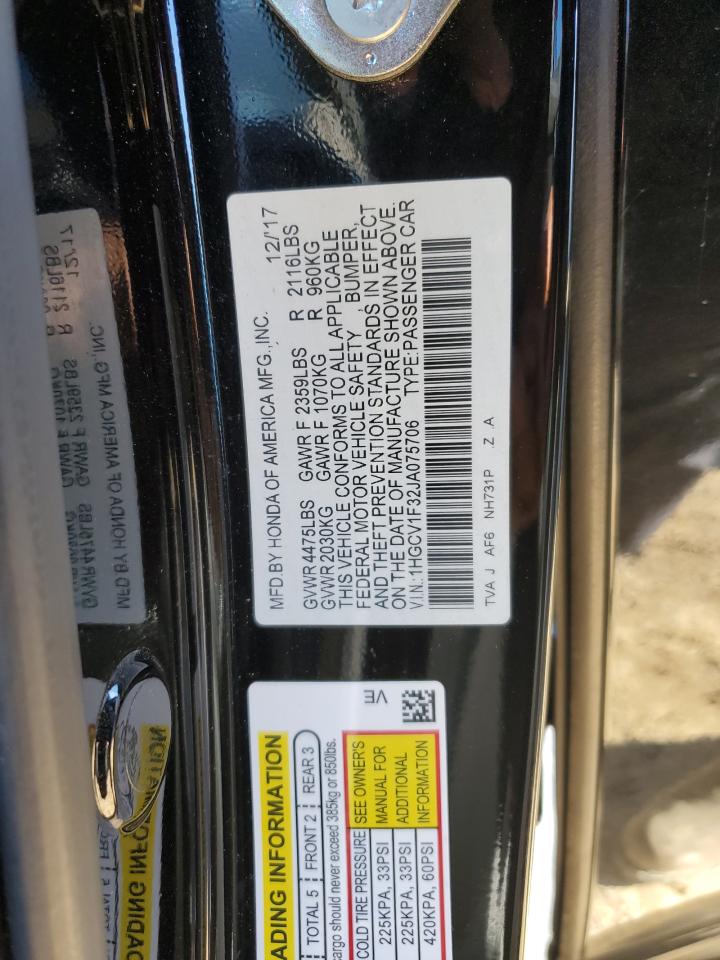 MFD.BY HONDA OF AMERICA MFG.,INC. 12/'17
GVWR 4475LBS GAWR F 2359LBS R 2116LBS
GVWR 2030KG GAWR F 1070KG R 960KG
THIS VEHICLE CONFORMS TO ALL APPLICABLE
FEDERAL MOTOR VEHICLE SAFETY, BUMPER,
AND THEFT PREVENTION STANDARDS IN EFFECT
ON THE DATE OF MANUFACTURE SHOWN ABOVE.
V.I.N.:1HGCV1F32JA075706 TYPE:PASSENGER CAR
TVA J AF6 NH731P Z .A
ADING INFORMATION
TOTAL 5 FRONT 2 REAR 3
argo should never exceed 385kg or 850lbs.
COLD TIRE PRESSURE SEE OWNER'S
225KPA, 33PSI MANUAL FOR
225KPA, 33PSI ADDITIONAL
420KPA, 60PSI INFORMATION
VE